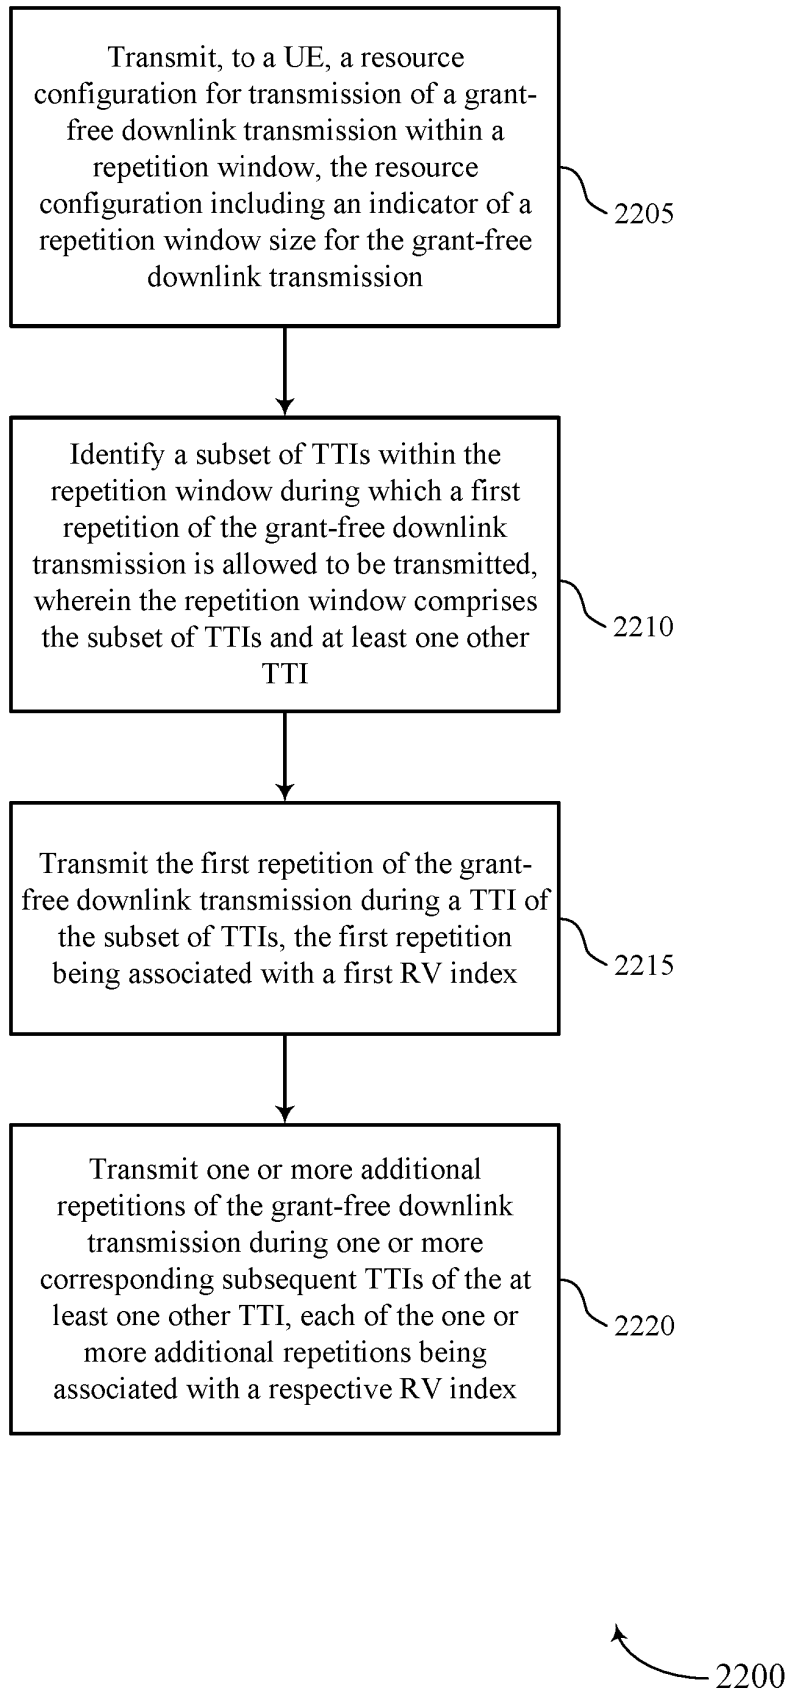 Transmit, to a UE, a resource
configuration for transmission of a grant-
free downlink transmission within a
repetition window, the resource
configuration including an indicator of a
repetition window size for the grant-free
downlink transmission
2205
Identify a subset of TTIs within the
repetition window during which a first
repetition of the grant-free downlink
transmission is allowed to be transmitted,
wherein the repetition window comprises
the subset of TTIs and at least one other
TTI
2210
Transmit the first repetition of the grant-
free downlink transmission during a TTI of
the subset of TTIs, the first repetition
being associated with a first RV index
2215
Transmit one or more additional
repetitions of the grant-free downlink
transmission during one or more
corresponding subsequent TTIs of the at
least one other TTI, each of the one or
more additional repetitions being
associated with a respective RV index
2220
2200